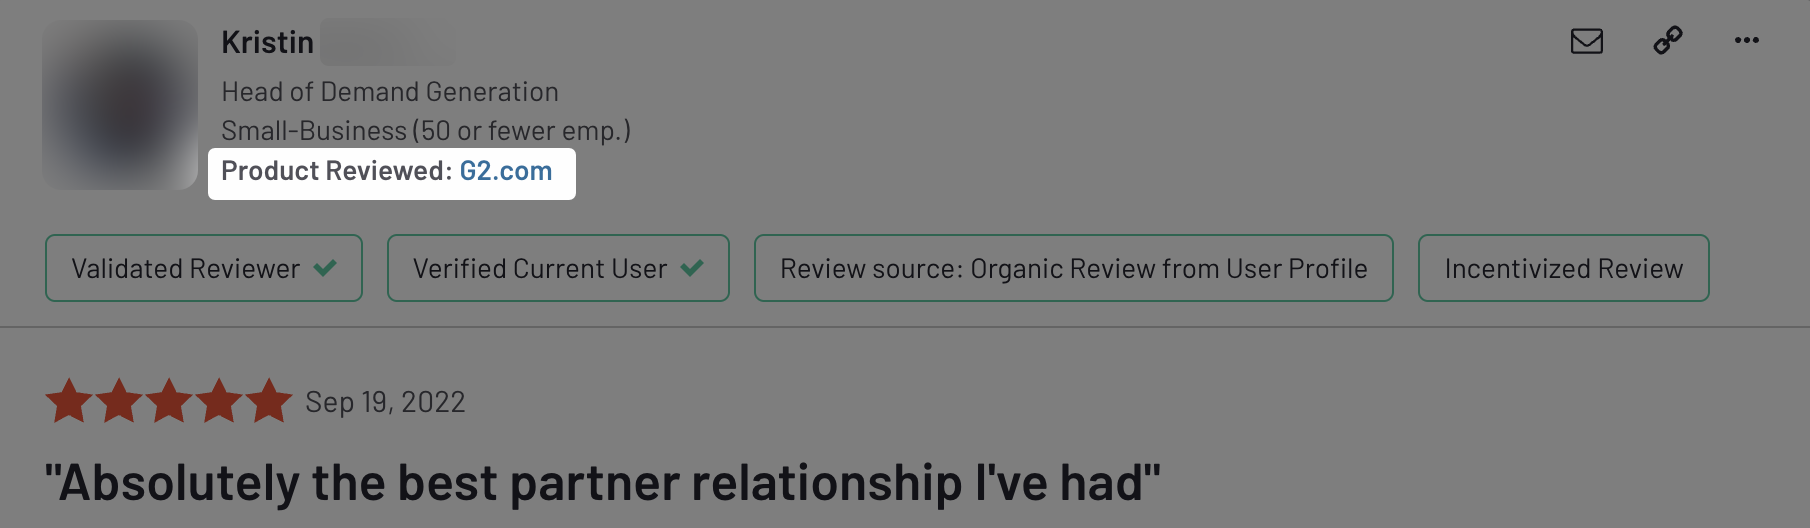 Kristin
Head of Demand Generation
Small-Business (50 or fewer emp.)
Product Reviewed: G2.com
Validated Reviewer
Verified Current User
Review source: Organic Review from User Profile
Incentivized Review
Sep 19, 2022
"Absolutely the best partner relationship I've had"